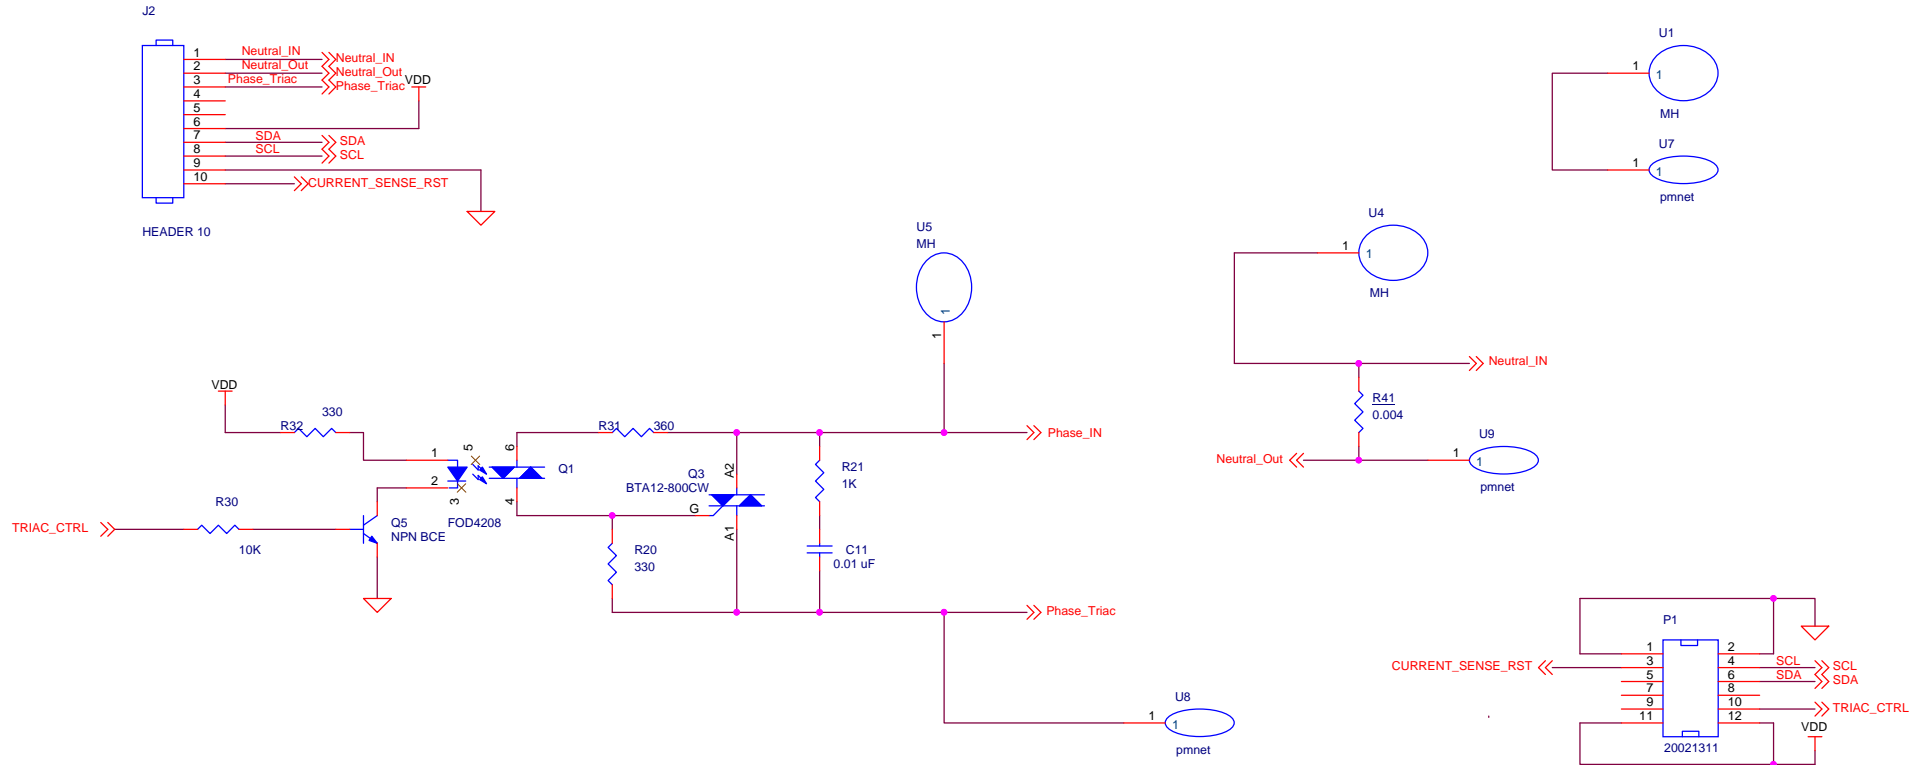 J2
1 Neutral_IN Neutral_IN
2 Neutral_Out Neutral_Out
3 Phase_Triac Phase_Triac VDD
4
5
6
7 SDA SDA
8 SCL SCL
9
10 CURRENT_SENSE_RST
HEADER 10
U1
1 1
MH
U7
1 1
pmnet
U4
1 1
MH
U5
MH
1
1
Neutral_IN
R41
0.004
U9
Neutral_Out 1 1
pmnet
VDD
330
R32
1 5
2
3
FOD4208
R30
TRIAC_CTRL
10K
Q5
NPN BCE
6
Q1
4
R31 360
Phase_IN
A2
Q3
BTA12-800CW
G
A1
R21
1K
R20
330
C11
0.01 uF
Phase_Triac
U8
1 1
pmnet
P1
1 2
CURRENT_SENSE_RST 3 4 SCL SCL
5 6 SDA SDA
7 8
9 10 TRIAC_CTRL
11 12 VDD
20021311